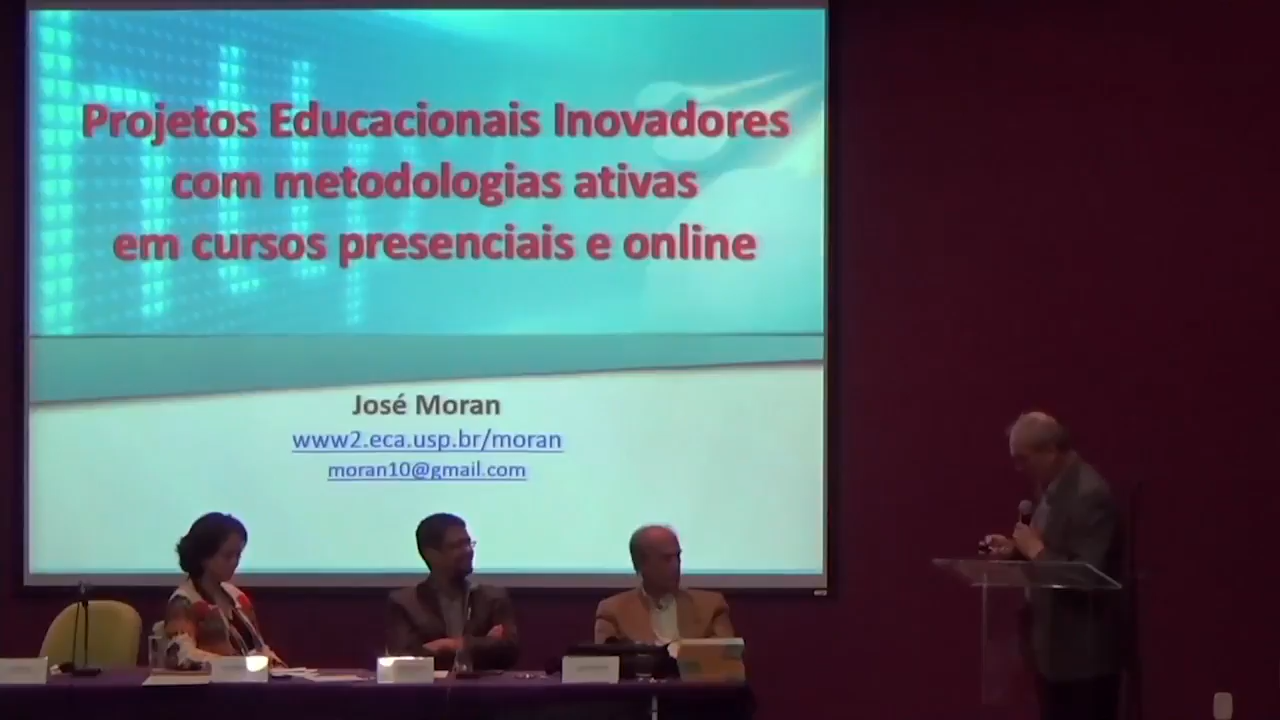 Projetos Educacionais Inovadores
com metodologias ativas
em cursos presenciais e online
José Moran
www2.eca.usp.br/moran
moran10@gmail.com